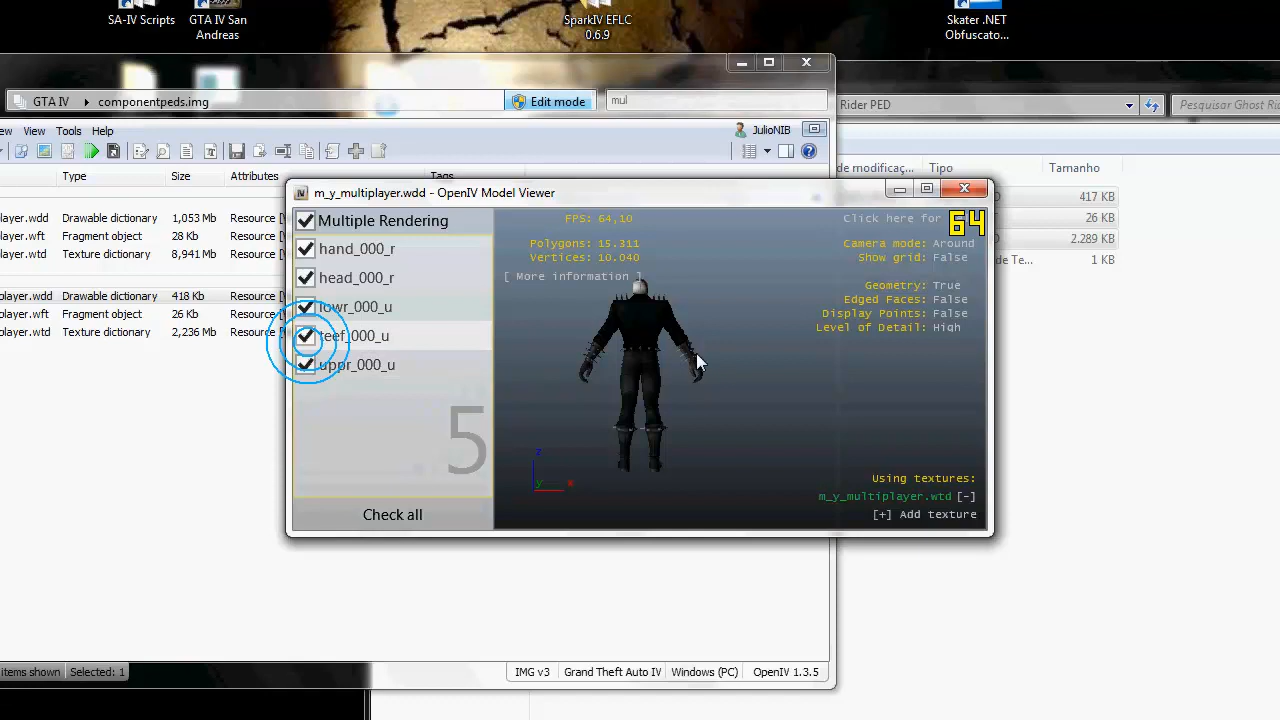 SA-IV Scripts
GTA IV San
Andreas
SparkIV EFLC
0.6.9
Skater .NET
Obfuscato...
GTA IV
componentpeds.img
Edit mode
mul
Rider PED
Pesquisar Ghost Ri
ew View Tools Help
JulioNIB
de modificaç...
Tipo
Tamanho
Type
Size
Attributes
Tags
417 KB
26 KB
2.289 KB
de Te...
1 KB
layer.wdd Drawable dictionary 1,053 Mb Resource [
layer.wft Fragment object 28 Kb Resource [
layer.wtd Texture dictionary 8,941 Mb Resource [
player.wdd Drawable dictionary 418 Kb Resource [
player.wft Fragment object 26 Kb Resource [
player.wtd Texture dictionary 2,236 Mb Resource [
m_y_multiplayer.wdd - OpenIV Model Viewer
Multiple Rendering
hand_000_r
head_000_r
lowr_000_u
teef_000_u
uppr_000_u
5
Check all
FPS: 64,10
Polygons: 15.311
Vertices: 10.040
[ More information ]
Click here for
64
Camera mode: Around
Show grid: False
Geometry: True
Edged Faces: False
Display Points: False
Level of Detail: High
z
y
x
Using textures:
m_y_multiplayer.wtd [-]
[+] Add texture
items shown
Selected: 1
IMG v3
Grand Theft Auto IV
Windows (PC)
OpenIV 1.3.5